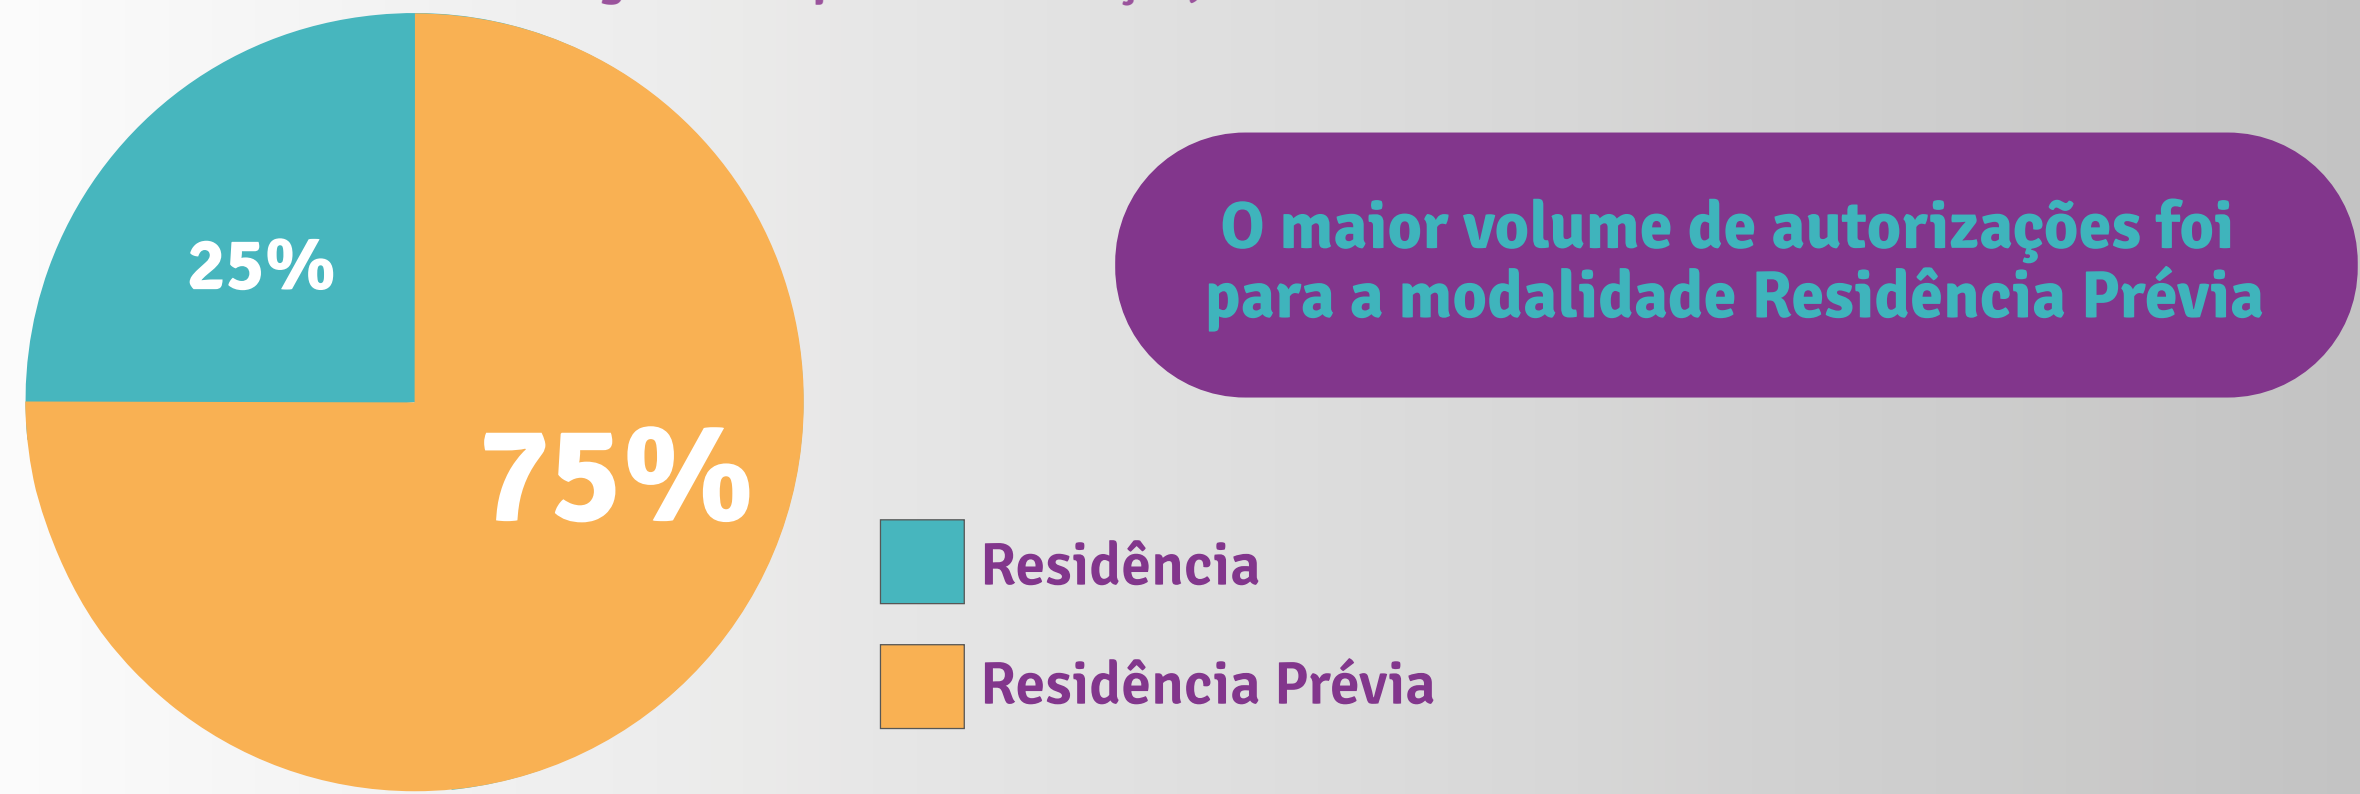 25%
75%
O maior volume de autorizações foi
para a modalidade Residência Prévia
Residência
Residência Prévia